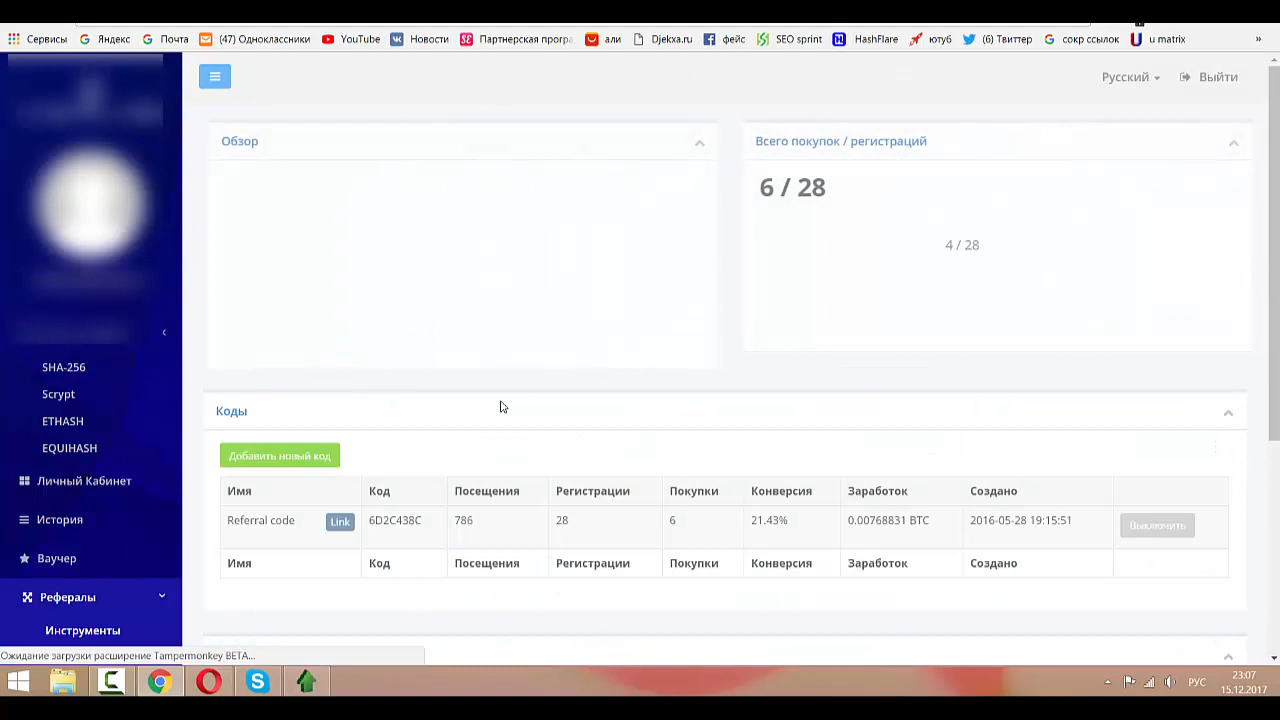 Сервисы Яндекс Почта (47) Одноклассники YouTube Новости Партнерская програ али Djekxa.ru фейс SEO sprint HashFlare ютуб (6) Твиттер сокр ссылок u matrix »
Русский Выйти
Обзор
Всего покупок / регистраций
6 / 28
4 / 28
SHA-256
Scrypt
ETHASH
EQUIHASH
Личный Кабинет
История
Ваучер
Рефералы
Инструменты
Коды
Добавить новый код
Имя Код Посещения Регистрации Покупки Конверсия Заработок Создано
Referral code Link 6D2C438C 786 28 6 21.43% 0.00768831 BTC 2016-05-28 19:15:51 Выключить
Имя Код Посещения Регистрации Покупки Конверсия Заработок Создано
Ожидание загрузки расширение Tampermonkey BETA...
РУС
23:07
15.12.2017